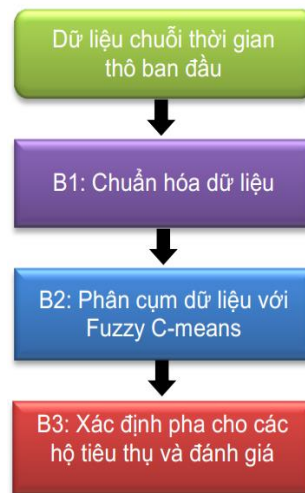 Dữ liệu chuỗi thời gian
thô ban đầu
B1: Chuẩn hóa dữ liệu
B2: Phân cụm dữ liệu với
Fuzzy C-means
B3: Xác định pha cho các
hộ tiêu thụ và đánh giá